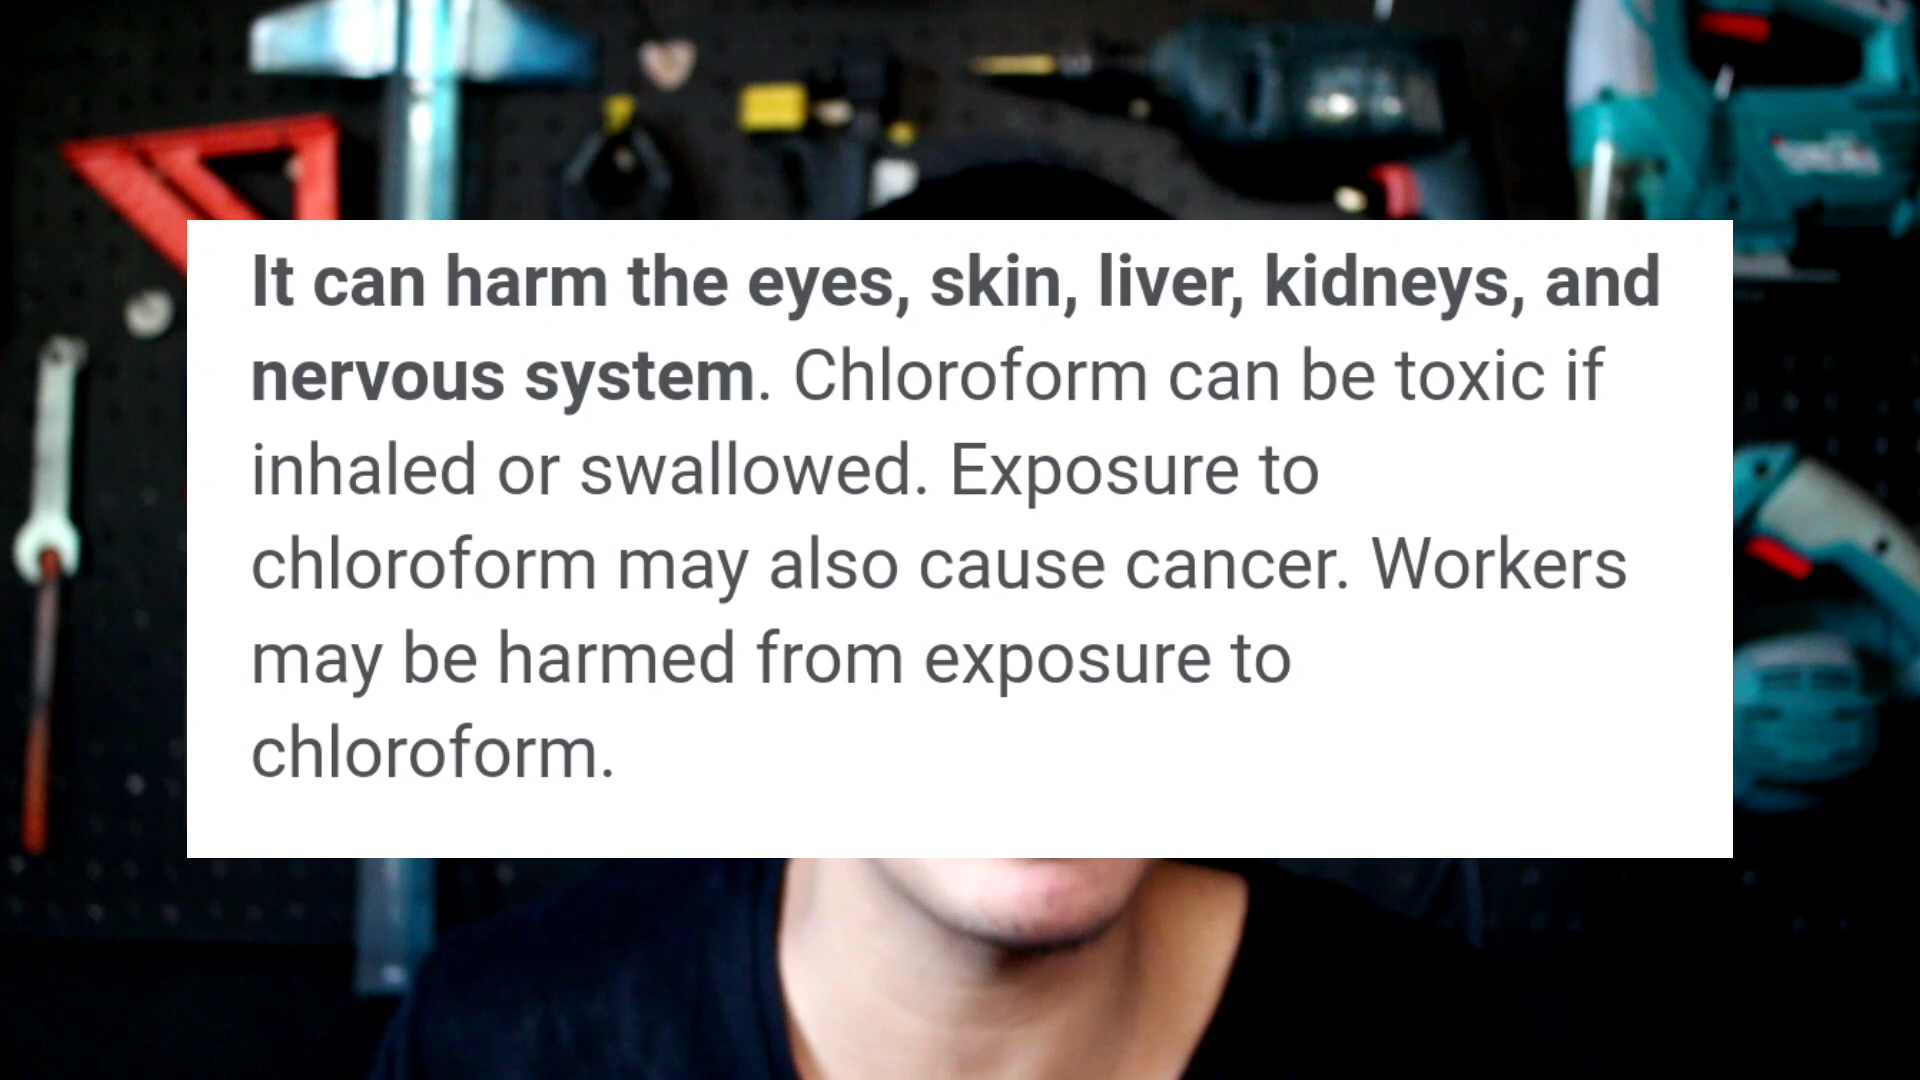 It can harm the eyes, skin, liver, kidneys, and
nervous system. Chloroform can be toxic if
inhaled or swallowed. Exposure to
chloroform may also cause cancer. Workers
may be harmed from exposure to
chloroform.